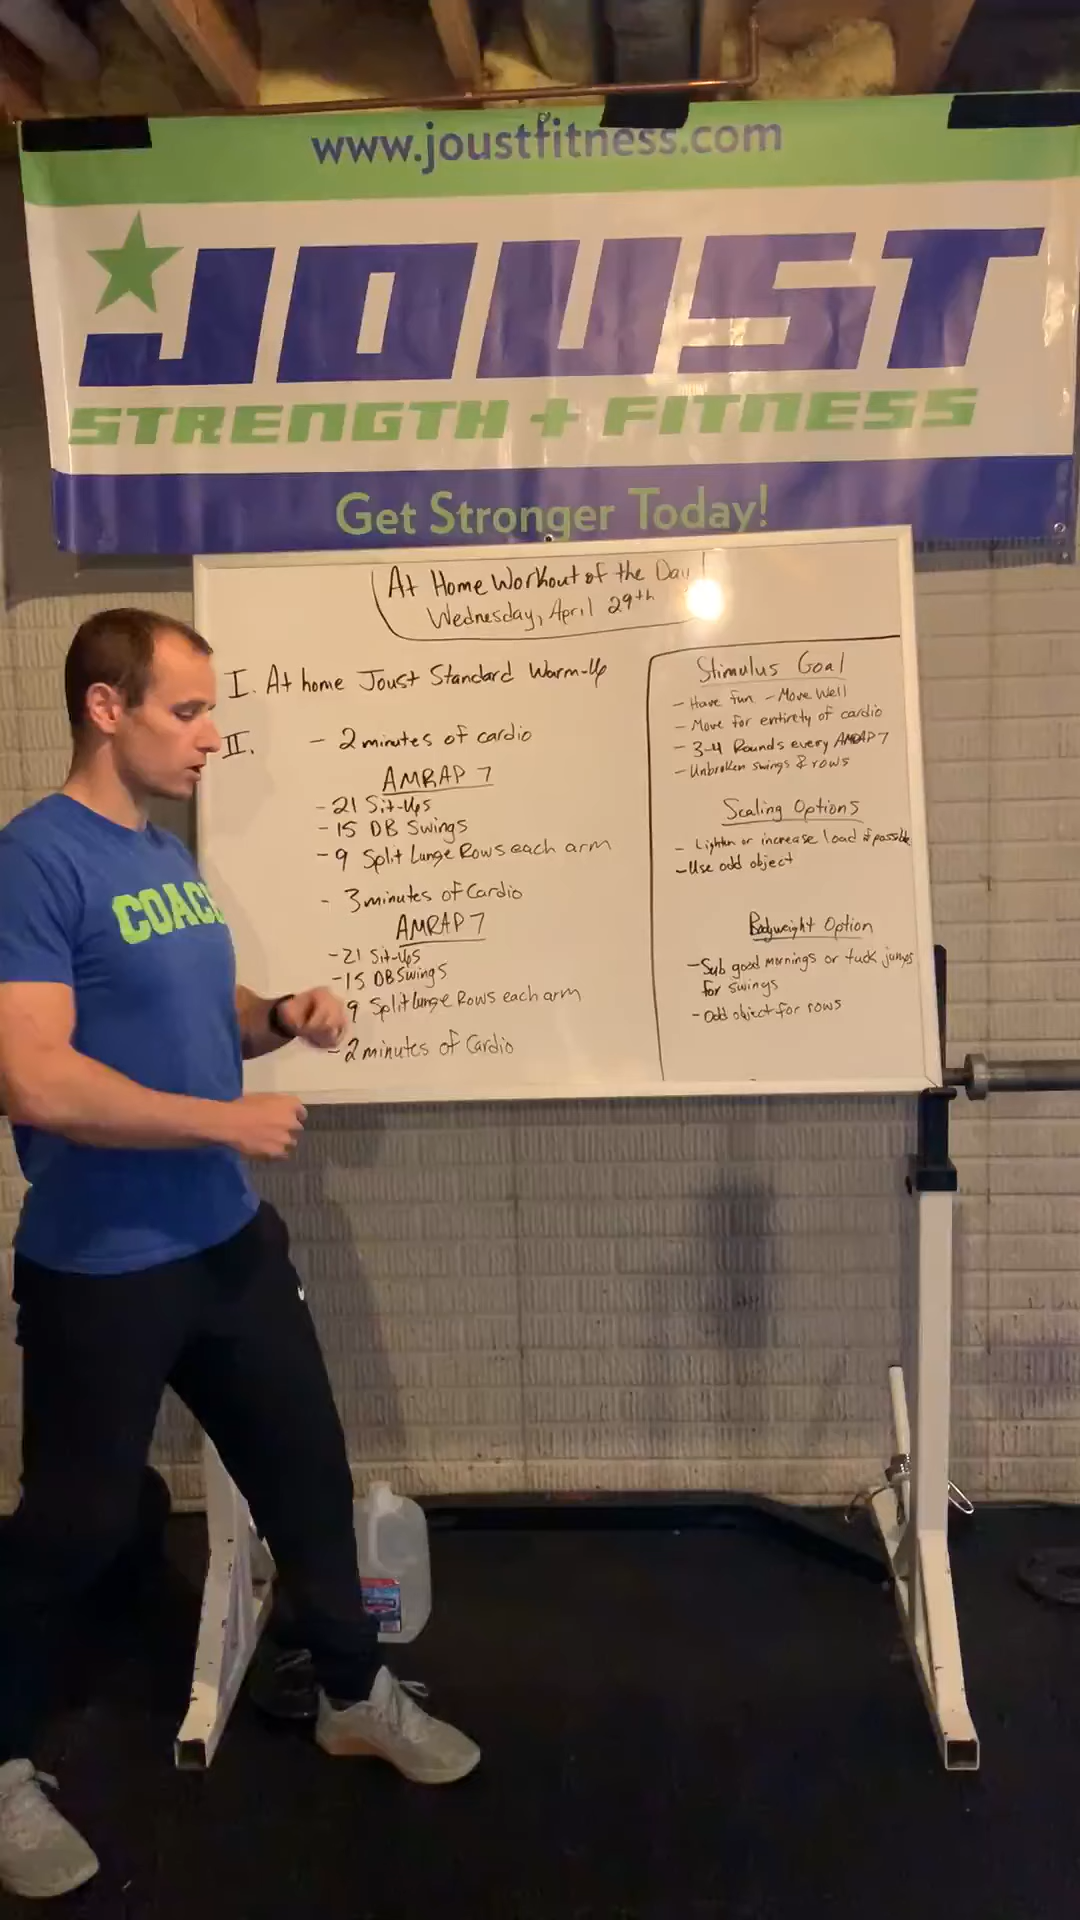 www.joustfitness.com
JOUST
STRENGTH + FITNESS
Get Stronger Today!
At Home Workout of the Day!
Wednesday, April 29th
I. At home Joust Standard Warm-Up
II. - 2 minutes of cardio
AMRAP 7
- 21 Sit-Ups
- 15 DB Swings
- 9 Split Lunge Rows each arm
- 3 minutes of Cardio
AMRAP 7
- 21 Sit-Ups
- 15 DB Swings
9 Split lunge Rows each arm
- 2 minutes of Cardio
Stimulus Goal
- Have fun - Move Well
- Move for entirety of cardio
- 3-4 Rounds every AMRAP 7
- Unbroken swings & rows
Scaling Options
- Lighten or increase load if possible
- Use odd object
Bodyweight Option
- Sub good mornings or tuck jumps
for swings
- Odd object for rows
COACH